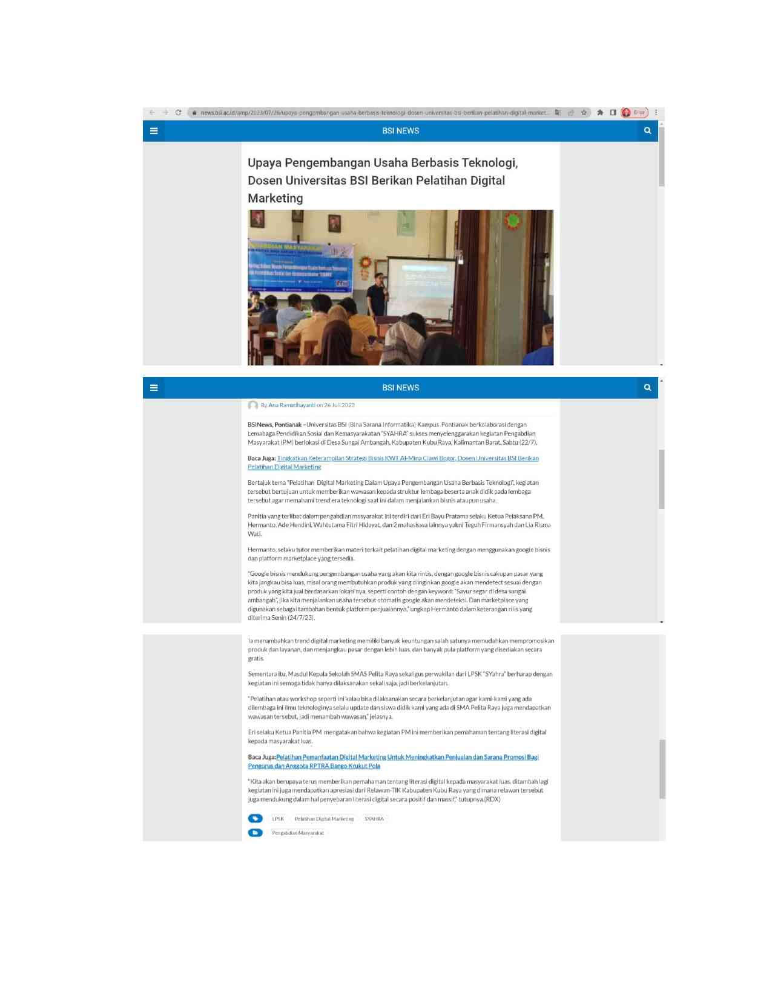 news.bsi.ac.id/amp/2023/07/26/upaya-pengembangan-usaha-berbasis-teknologi-dosen-universitas-bsi-berikan-pelatihan-digital-market...
Error
BSI NEWS
Upaya Pengembangan Usaha Berbasis Teknologi,
Dosen Universitas BSI Berikan Pelatihan Digital
Marketing
BSI NEWS
By Ana Ramadhayanti on 26 Juli 2023
BSINews, Pontianak –Universitas BSI (Bina Sarana Informatika) Kampus Pontianak berkolaborasi dengan
Lemabaga Pendidikan Sosial dan Kemasyarakatan "SYAHRA" sukses menyelenggarakan kegiatan Pengabdian
Masyarakat (PM) berlokasi di Desa Sungai Ambangah, Kabupaten Kubu Raya, Kalimantan Barat, Sabtu (22/7).
Baca Juga: Tingkatkan Keterampilan Strategi Bisnis KWT Al-Mina Ciawi Bogor, Dosen Universitas BSI Berikan
Pelatihan Digital Marketing
Bertajuk tema "Pelatihan Digital Marketing Dalam Upaya Pengembangan Usaha Berbasis Teknologi", kegiatan
tersebut bertujuan untuk memberikan wawasan kepada struktur lembaga beserta anak didik pada lembaga
tersebut agar memahami trend era teknologi saat ini dalam menjalankan bisnis ataupun usaha.
Panitia yang terlibat dalam pengabdian masyarakat ini terdiri dari Eri Bayu Pratama selaku Ketua Pelaksana PM,
Hermanto, Ade Hendini, Wahtutama Fitri Hidayat, dan 2 mahasiswa lainnya yakni Teguh Firmansyah dan Lia Risma
Wati.
Hermanto, selaku tutor memberikan materi terkait pelatihan digital marketing dengan menggunakan google bisnis
dan platform marketplace yang tersedia.
"Google bisnis mendukung pengembangan usaha yang akan kita rintis, dengan google bisnis cakupan pasar yang
kita jangkau bisa luas, misal orang membutuhkan produk yang diinginkan google akan mendetect sesuai dengan
produk yang kita jual berdasarkan lokasi nya, seperti contoh dengan keyword: "Sayur segar di desa sungai
ambangah", jika kita menjalankan usaha tersebut otomatis google akan mendeteksi. Dan marketplace yang
digunakan sebagai tambahan bentuk platform penjualannya," ungkap Hermanto dalam keterangan rilis yang
diterima Senin (24/7/23).
Ia menambahkan trend digital marketing memiliki banyak keuntungan salah satunya memudahkan mempromosikan
produk dan layanan, dan menjangkau pasar dengan lebih luas, dan banyak pula platform yang disediakan secara
gratis.
Sementara itu, Masdul Kepala Sekolah SMAS Pelita Raya sekaligus perwakilan dari LPSK "SYahra" berharap dengan
kegiatan ini semoga tidak hanya dilaksanakan sekali saja, jadi berkelanjutan.
"Pelatihan atau workshop seperti ini kalau bisa dilaksanakan secara berkelanjutan agar kami-kami yang ada
dilembaga ini ilmu teknologinya selalu update dan siswa didik kami yang ada di SMA Pelita Raya juga mendapatkan
wawasan tersebut, jadi menambah wawasan," jelasnya.
Eri selaku Ketua Panitia PM mengatakan bahwa kegiatan PM ini memberikan pemahaman tentang literasi digital
kepada masyarakat luas.
Baca Juga:Pelatihan Pemanfaatan Digital Marketing Untuk Meningkatkan Penjualan dan Sarana Promosi Bagi
Pengurus dan Anggota RPTRA Bango Krukut Pola
"Kita akan berupaya terus memberikan pemahaman tentang literasi digital kepada masyarakat luas, ditambah lagi
kegiatan ini juga mendapatkan apresiasi dari Relawan-TIK Kabupaten Kubu Raya yang dimana relawan tersebut
juga mendukung dalam hal penyebaran literasi digital secara positif dan massif," tutupnya.(RDX)
LPSK Pelatihan Digital Marketing SYAHRA
Pengabdian Masyarakat